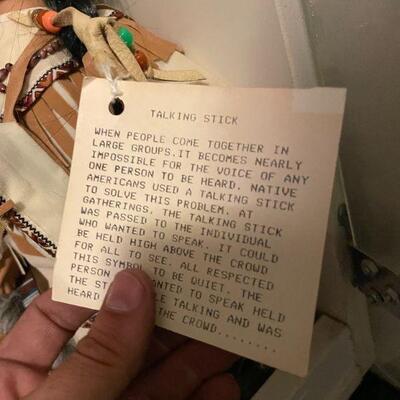 TALKING STICK
WHEN PEOPLE COME TOGETHER IN
LARGE GROUPS.IT BECOMES NEARLY
IMPOSSIBLE FOR THE VOICE OF ANY
ONE PERSON TO BE HEARD. NATIVE
AMERICANS USED A TALKING STICK
TO SOLVE THIS PROBLEM. AT
GATHERINGS, THE TALKING STICK
WAS PASSED TO THE INDIVIDUAL
WHO WANTED TO SPEAK. IT COULD
BE HELD HIGH ABOVE THE CROWD
FOR ALL TO SEE. ALL RESPECTED
THIS SYMBOL TO BE QUIET. THE
PERSON WANTED TO SPEAK HELD
THE TALKING AND WAS
HEARD THE CROWD........